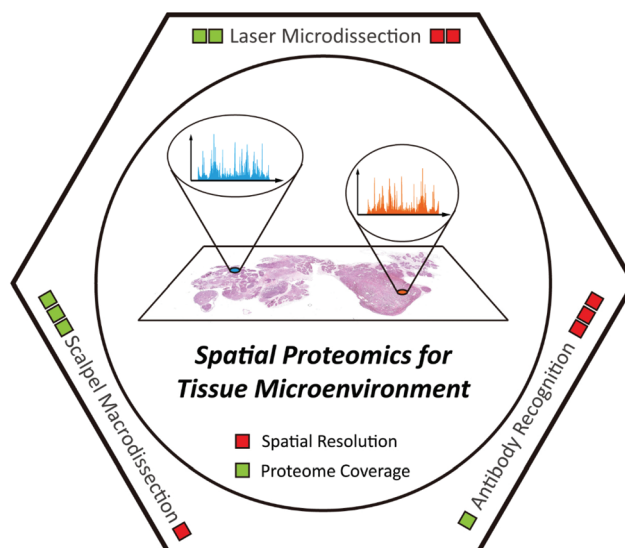 Laser Microdissection
Spatial Proteomics for
Tissue Microenvironment
Spatial Resolution
Proteome Coverage
Scalpel Macrodissection
Antibody Recognition